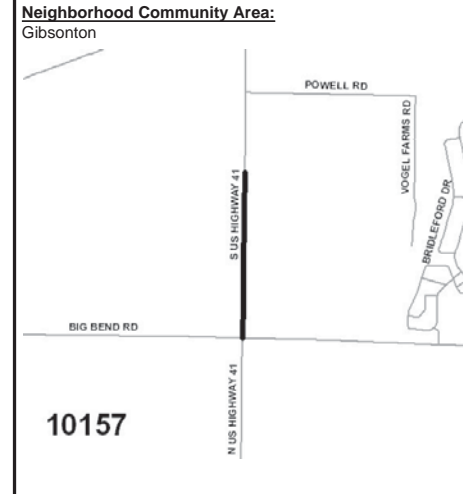 Neighborhood Community Area:
Gibsonton
POWELL RD
VOGEL FARMS RD
S US HIGHWAY 41
BRIDLEFORD DR
BIG BEND RD
N US HIGHWAY 41
10157